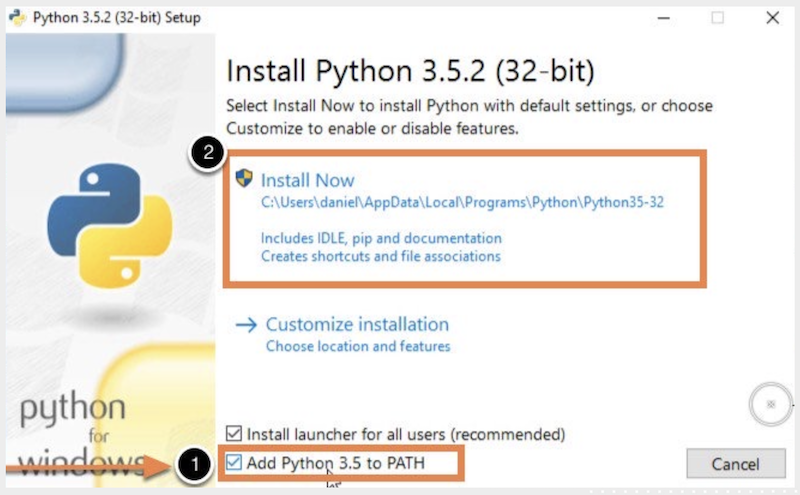 Python 3.5.2 (32-bit) Setup
Install Python 3.5.2 (32-bit)
Select Install Now to install Python with default settings, or choose
Customize to enable or disable features.
2
Install Now
C:\Users\daniel\AppData\Local\Programs\Python\Python35-32
Includes IDLE, pip and documentation
Creates shortcuts and file associations
Customize installation
Choose location and features
python
for
windows
Install launcher for all users (recommended)
1
Add Python 3.5 to PATH
Cancel